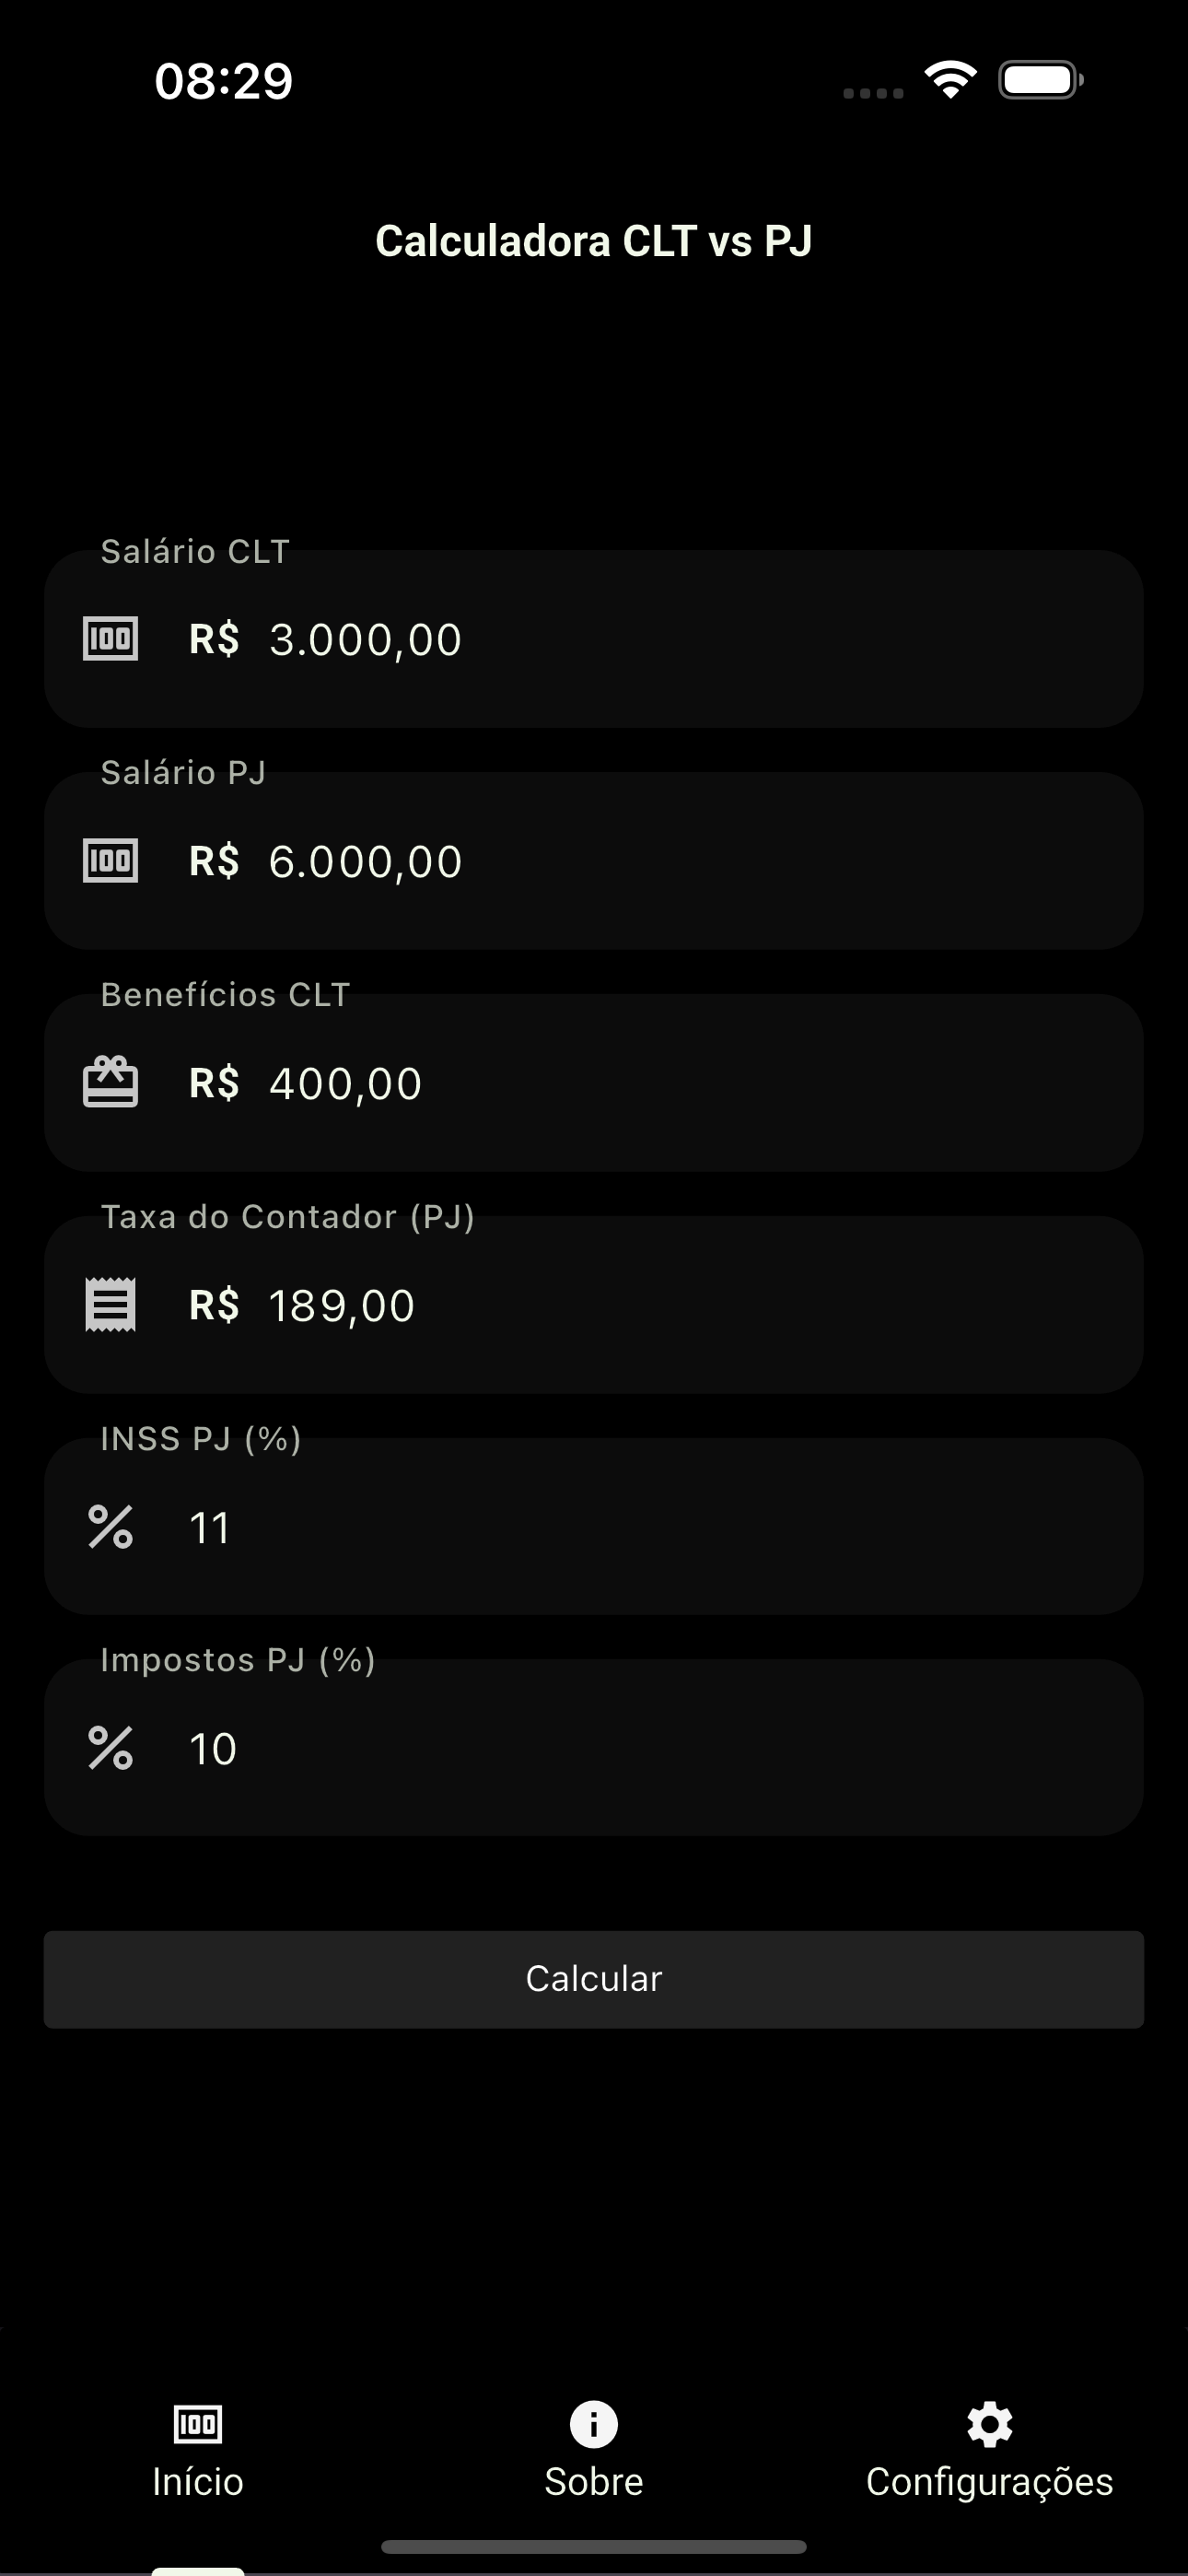 08:29
Calculadora CLT vs PJ
Salário CLT
R$ 3.000,00
Salário PJ
R$ 6.000,00
Benefícios CLT
R$ 400,00
Taxa do Contador (PJ)
R$ 189,00
INSS PJ (%)
11
Impostos PJ (%)
10
Calcular
Início Sobre Configurações